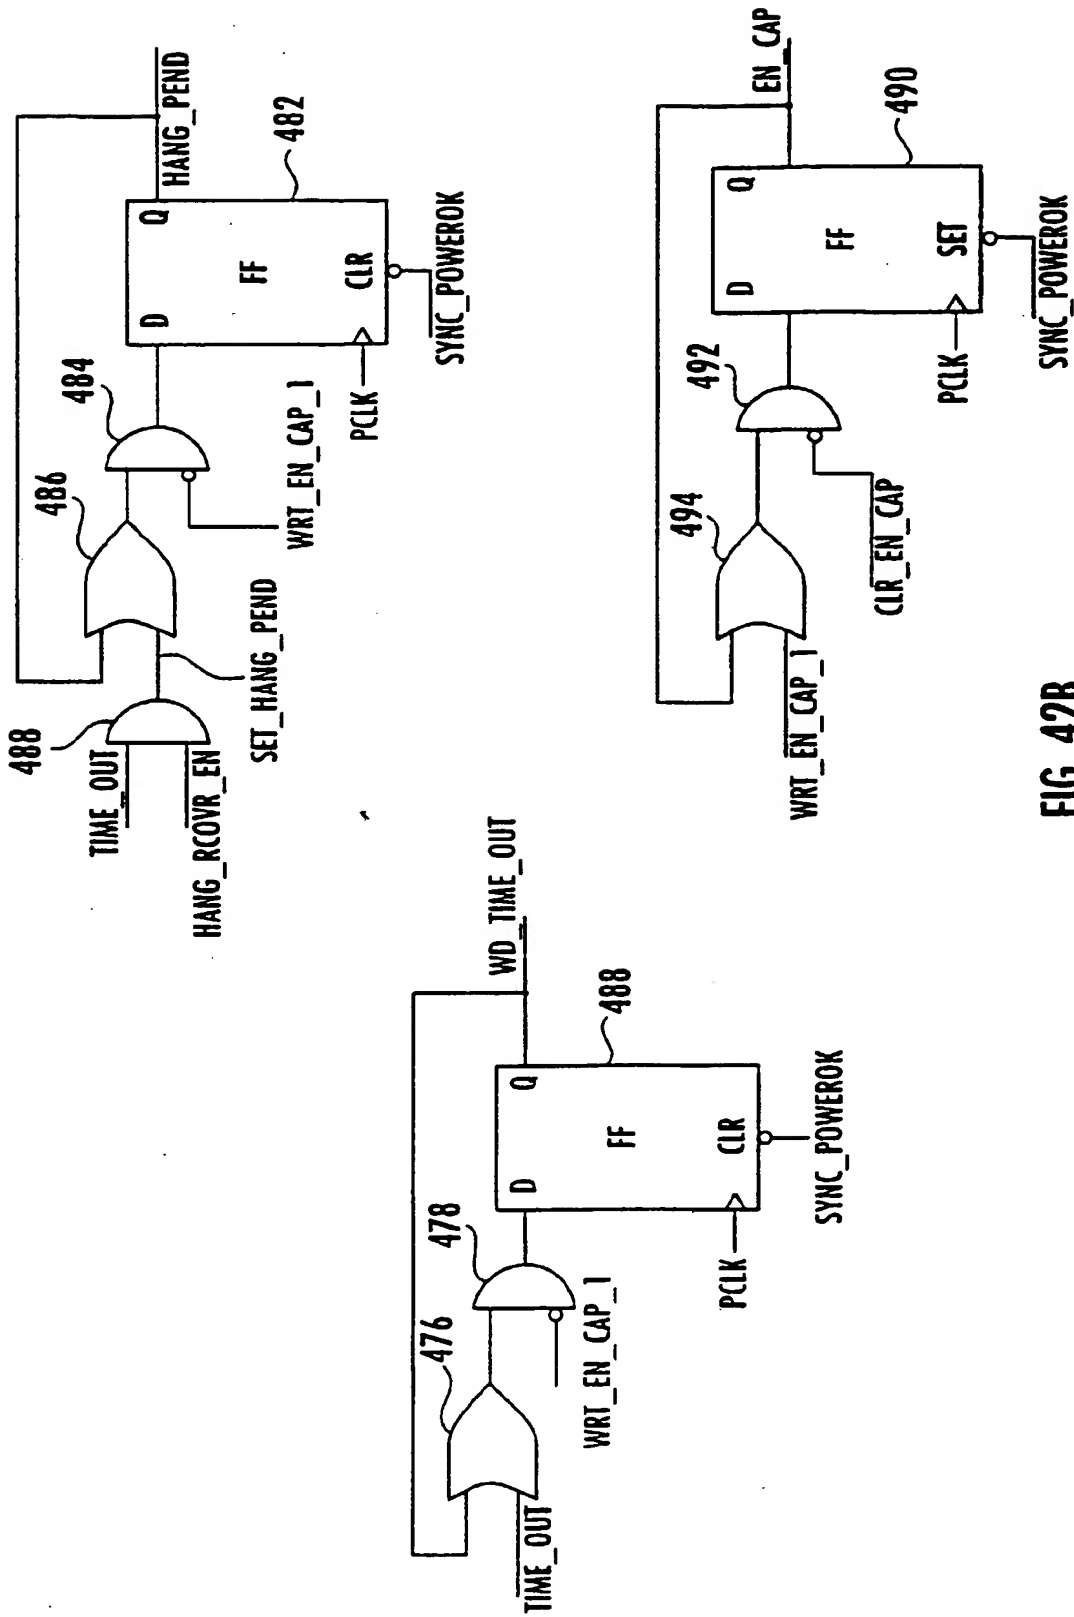 TIME_OUT
476
478
WRT_EN_CAP_1
D
Q
FF
CLR
PCLK
SYNC_POWEROK
488
WD_TIME_OUT
TIME_OUT
HANG_RCOVR_EN
488
SET_HANG_PEND
486
484
WRT_EN_CAP_1
D
Q
FF
CLR
PCLK
SYNC_POWEROK
482
HANG_PEND
WRT_EN_CAP_1
494
492
CLR_EN_CAP
D
Q
FF
SET
PCLK
SYNC_POWEROK
490
EN_CAP
FIG. 42B